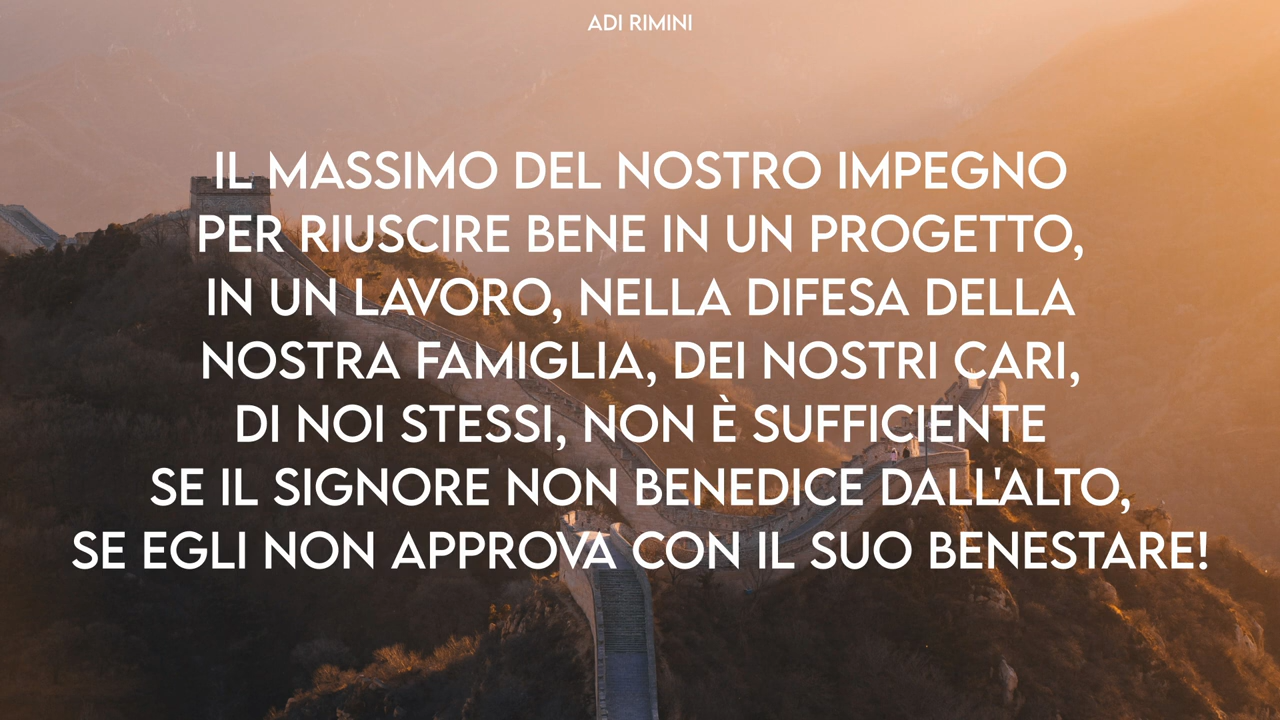 ADI RIMINI
IL MASSIMO DEL NOSTRO IMPEGNO
PER RIUSCIRE BENE IN UN PROGETTO,
IN UN LAVORO, NELLA DIFESA DELLA
NOSTRA FAMIGLIA, DEI NOSTRI CARI,
DI NOI STESSI, NON È SUFFICIENTE
SE IL SIGNORE NON BENEDICE DALL'ALTO,
SE EGLI NON APPROVA CON IL SUO BENESTARE!